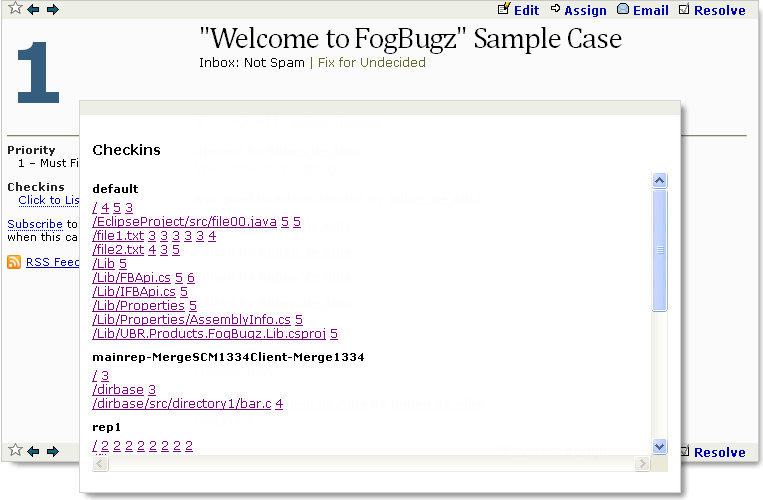 Edit Assign Email Resolve
1
"Welcome to FogBugz" Sample Case
Inbox: Not Spam | Fix for Undecided
Priority
1 – Must Fi
Checkins
Click to Lis
Subscribe to
when this ca
RSS Feed
Checkins
default
/ 4 5 3
/EclipseProject/src/file00.java 5 5
/file1.txt 3 3 3 3 3 4
/file2.txt 4 3 5
/Lib 5
/Lib/FBApi.cs 5 6
/Lib/IFBApi.cs 5
/Lib/Properties 5
/Lib/Properties/AssemblyInfo.cs 5
/Lib/UBR.Products.FogBugz.Lib.csproj 5
mainrep-MergeSCM1334Client-Merge1334
/ 3
/dirbase 3
/dirbase/src/directory1/bar.c 4
rep1
/ 2 2 2 2 2 2 2 2
Resolve